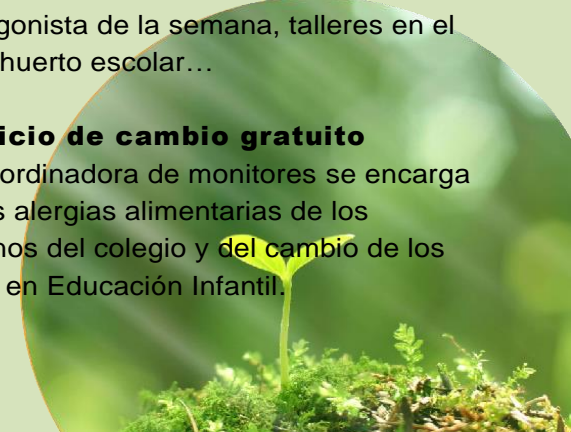 gonista de la semana, talleres en el
huerto escolar…
icio de cambio gratuito
ordinadora de monitores se encarga
s alergias alimentarias de los
nos del colegio y del cambio de los
en Educación Infantil.